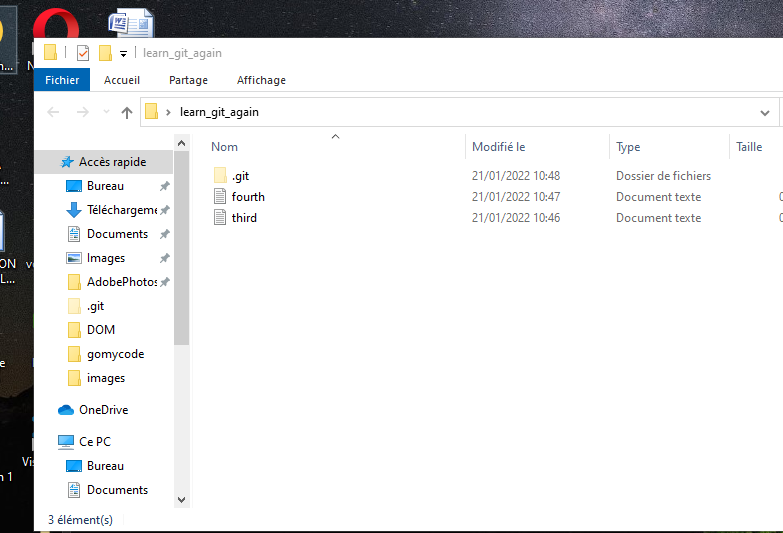 learn_git_again
Fichier Accueil Partage Affichage
learn_git_again
Nom Modifié le Type Taille
.git 21/01/2022 10:48 Dossier de fichiers
fourth 21/01/2022 10:47 Document texte
third 21/01/2022 10:46 Document texte
Accès rapide
Bureau
Téléchargeme
Documents
Images
AdobePhotos
.git
DOM
gomycode
images
OneDrive
Ce PC
Bureau
Documents
3 élément(s)